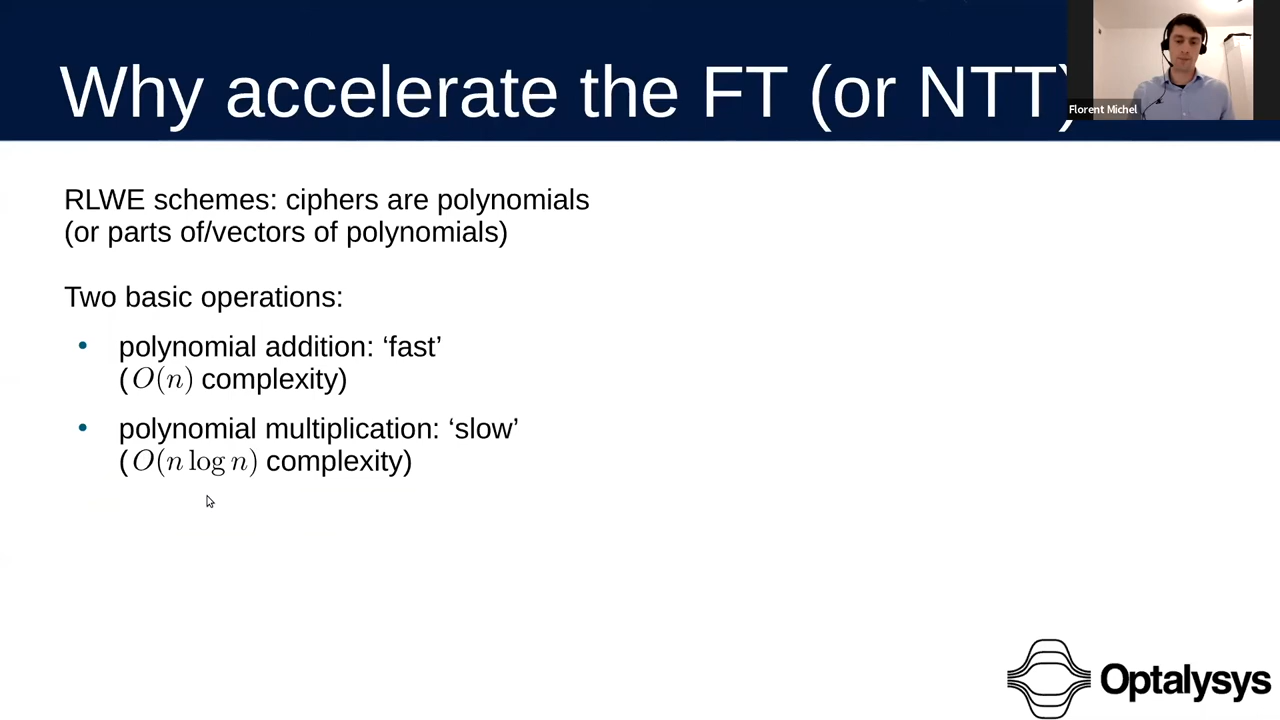 Why accelerate the FT (or NTT)
Florent Michel
RLWE schemes: ciphers are polynomials
(or parts of/vectors of polynomials)
Two basic operations:
• polynomial addition: ‘fast’
(O(n) complexity)
• polynomial multiplication: ‘slow’
(O(n log n) complexity)
Optalysys